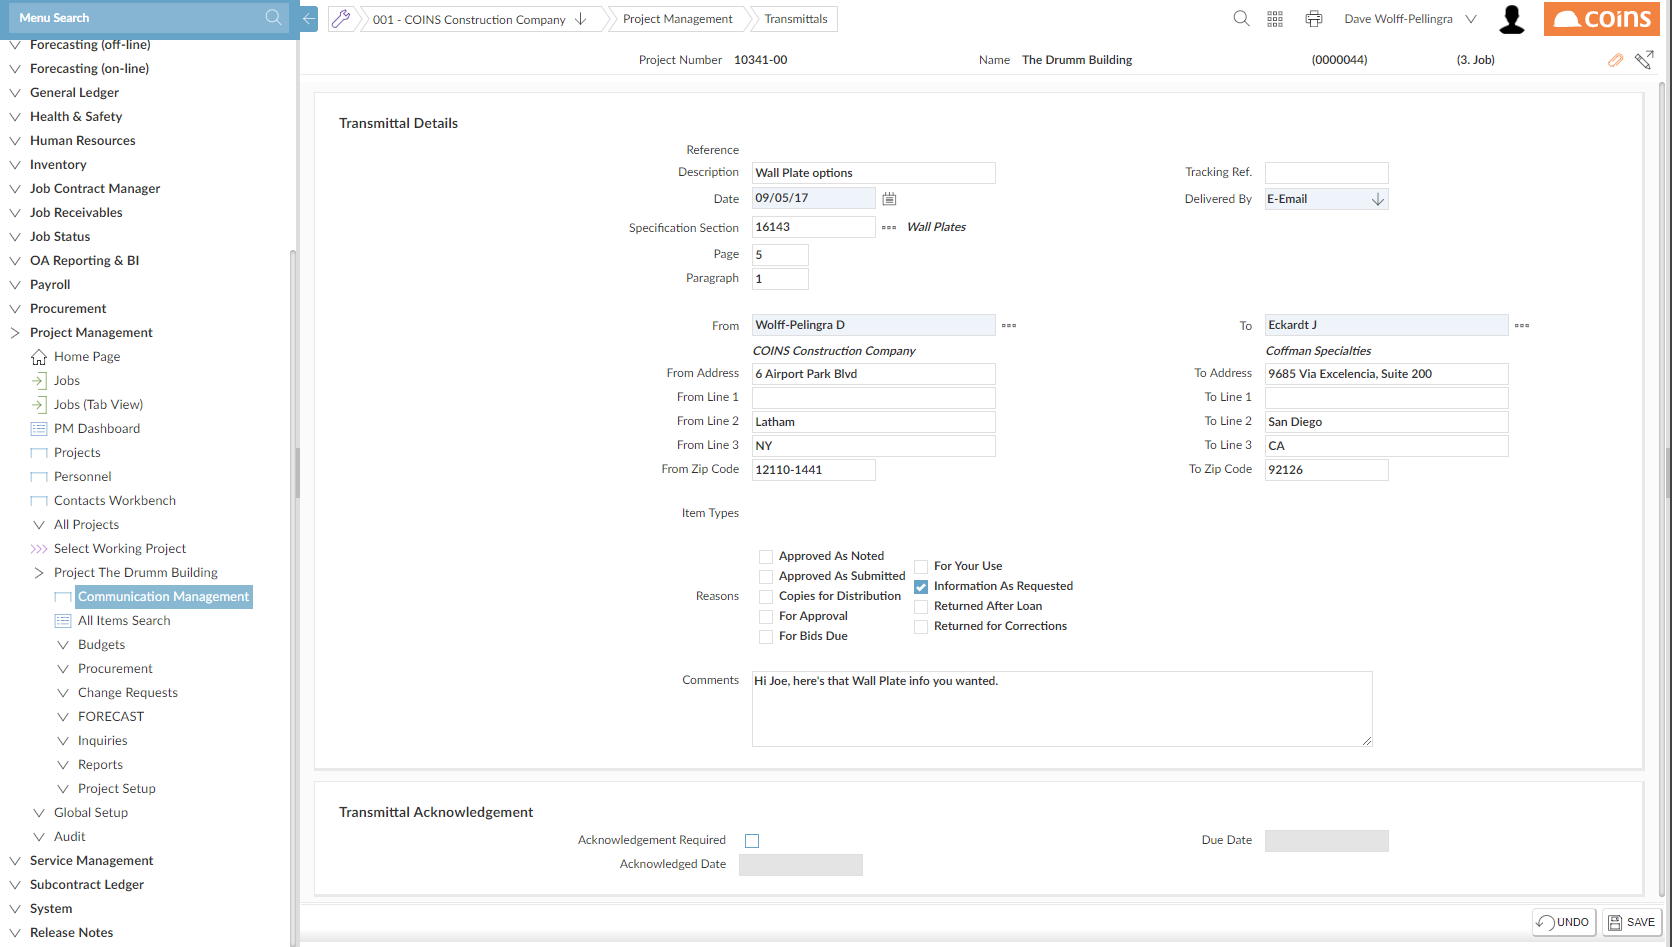 Menu Search
001 - COINS Construction Company
Project Management
Transmittals
Dave Wolff-Pellingra
coins
Project Number 10341-00
Name The Drumm Building
(0000044)
(3. Job)
Forecasting (off-line)
Forecasting (on-line)
General Ledger
Health & Safety
Human Resources
Inventory
Job Contract Manager
Job Receivables
Job Status
OA Reporting & BI
Payroll
Procurement
Project Management
Home Page
Jobs
Jobs (Tab View)
PM Dashboard
Projects
Personnel
Contacts Workbench
All Projects
Select Working Project
Project The Drumm Building
Communication Management
All Items Search
Budgets
Procurement
Change Requests
FORECAST
Inquiries
Reports
Project Setup
Global Setup
Audit
Service Management
Subcontract Ledger
System
Release Notes
Transmittal Details
Reference
Description Wall Plate options
Tracking Ref.
Date 09/05/17
Delivered By E-Email
Specification Section 16143 Wall Plates
Page 5
Paragraph 1
From Wolff-Pelingra D
COINS Construction Company
From Address 6 Airport Park Blvd
From Line 1
From Line 2 Latham
From Line 3 NY
From Zip Code 12110-1441
To Eckardt J
Coffman Specialties
To Address 9685 Via Excelencia, Suite 200
To Line 1
To Line 2 San Diego
To Line 3 CA
To Zip Code 92126
Item Types
Reasons
Approved As Noted
Approved As Submitted
Copies for Distribution
For Approval
For Bids Due
For Your Use
Information As Requested
Returned After Loan
Returned for Corrections
Comments Hi Joe, here's that Wall Plate info you wanted.
Transmittal Acknowledgement
Acknowledgement Required
Due Date
Acknowledged Date
UNDO
SAVE